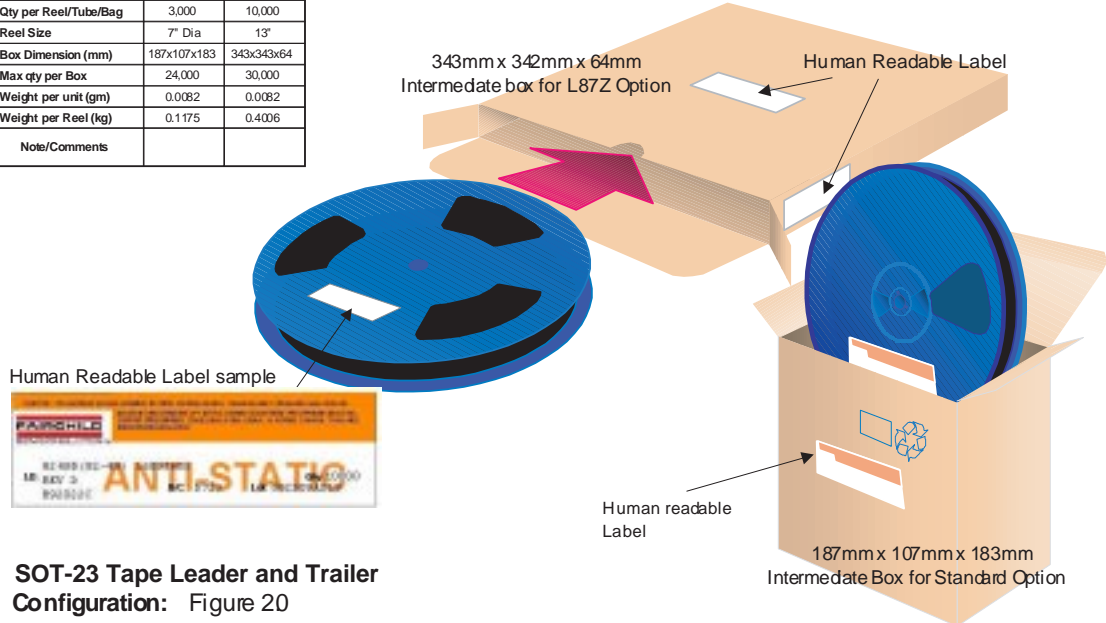 Qty per Reel/Tube/Bag 3,000 10,000
Reel Size 7" Dia 13"
Box Dimension (mm) 187x107x183 343x343x64
Max qty per Box 24,000 30,000
Weight per unit (gm) 0.0082 0.0082
Weight per Reel (kg) 0.1175 0.4006
Note/Comments
343mm x 342mm x 64mm
Intermediate box for L87Z Option
Human Readable Label
Human Readable Label sample
FAIRCHILD
ANTI-STATIC
Human readable
Label
187mm x 107mm x 183mm
Intermediate Box for Standard Option
SOT-23 Tape Leader and Trailer
Configuration: Figure 20